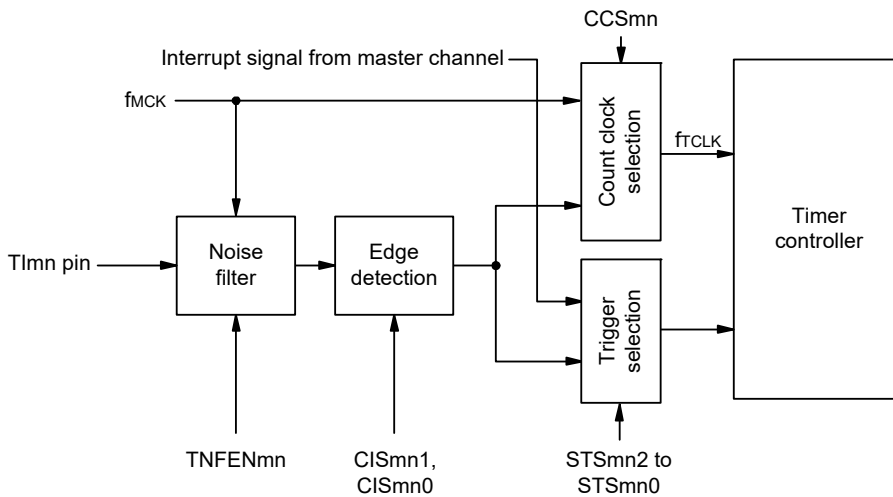 CCSmn
Interrupt signal from master channel
fMCK
Count clock
selection
fTCLK
Timer
controller
TImn pin
Noise
filter
Edge
detection
Trigger
selection
TNFENmn
CISmn1,
CISmn0
STSmn2 to
STSmn0